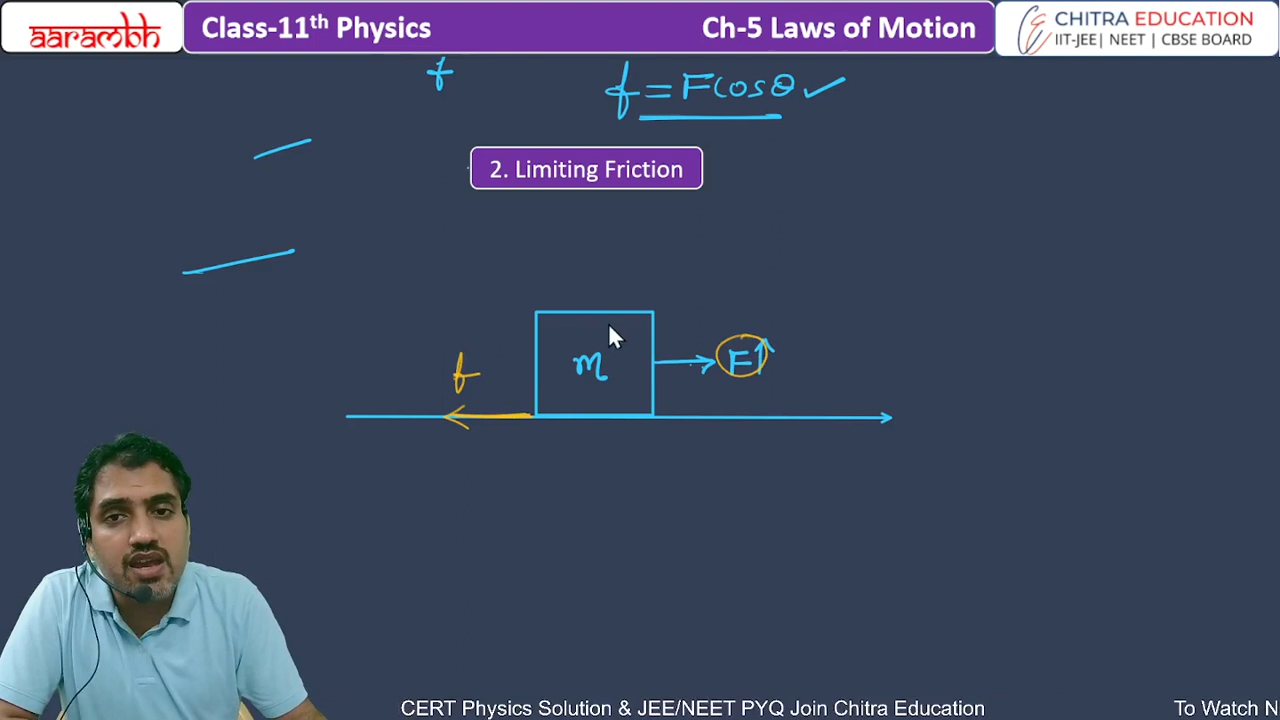 aarambh
Class-11th Physics
Ch-5 Laws of Motion
CHITRA EDUCATION
IIT-JEE| NEET | CBSE BOARD
f
f = Fcosθ ✓
2. Limiting Friction
f
m
F↑
CERT Physics Solution & JEE/NEET PYQ Join Chitra Education
To Watch N